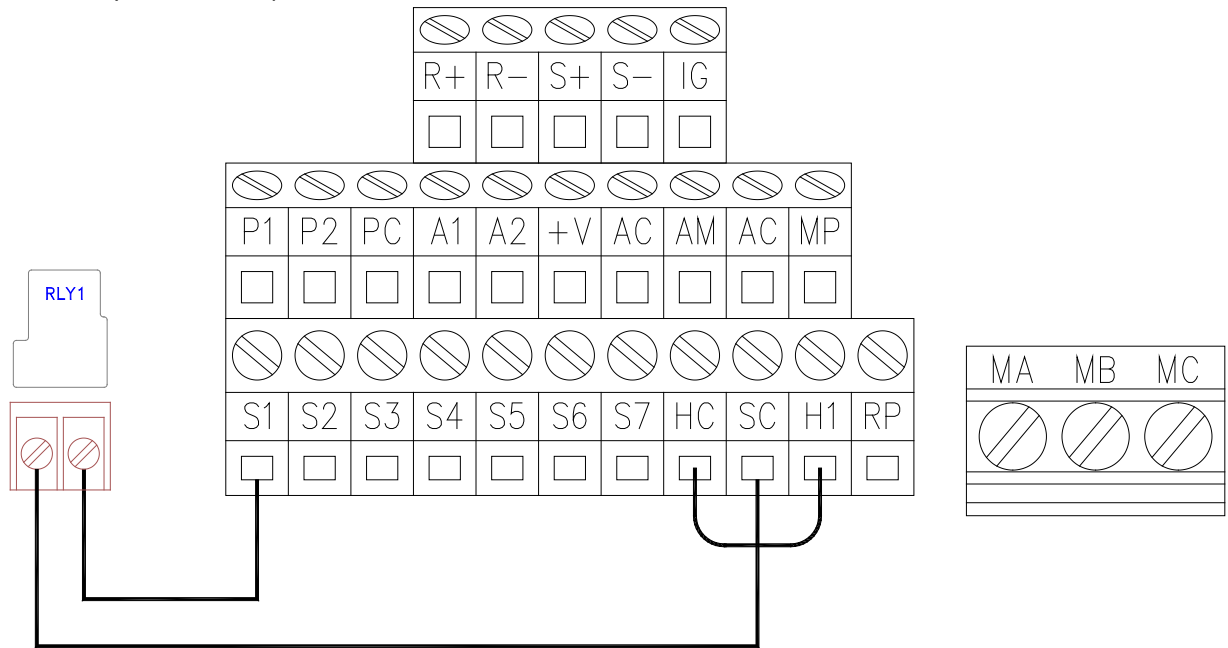 R+ R- S+ S- IG
P1 P2 PC A1 A2 +V AC AM AC MP
RLY1
S1 S2 S3 S4 S5 S6 S7 HC SC H1 RP
MA MB MC